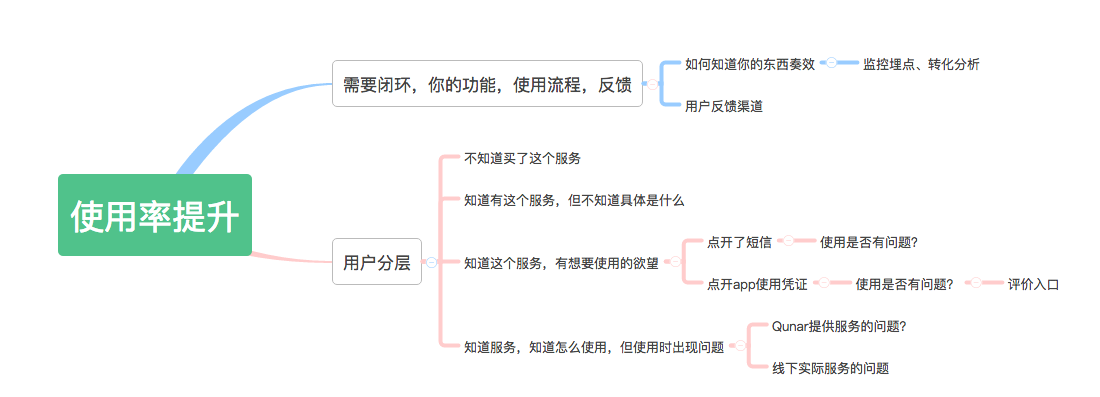 使用率提升
需要闭环，你的功能，使用流程，反馈
如何知道你的东西奏效
监控埋点、转化分析
用户反馈渠道
用户分层
不知道买了这个服务
知道有这个服务，但不知道具体是什么
知道这个服务，有想要使用的欲望
点开了短信
使用是否有问题?
点开app使用凭证
使用是否有问题?
评价入口
知道服务，知道怎么使用，但使用时出现问题
Qunar提供服务的问题?
线下实际服务的问题